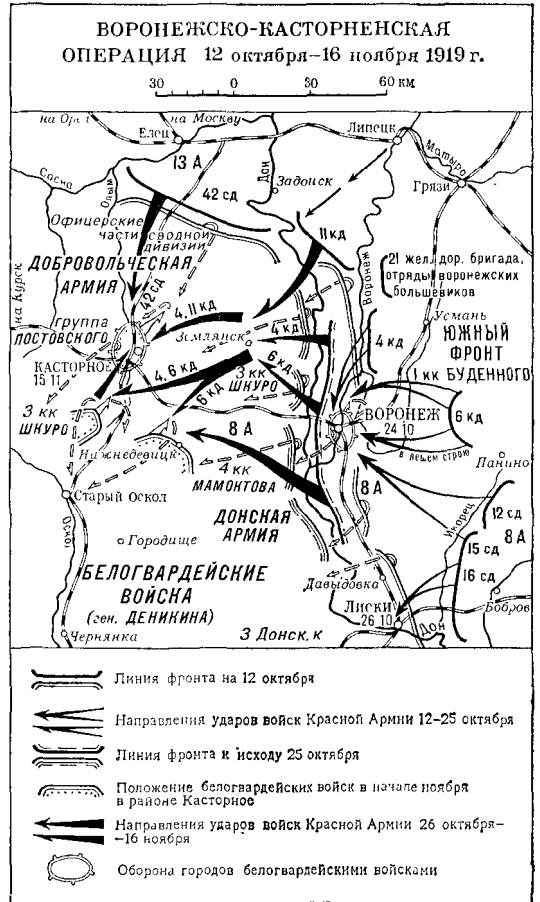 ВОРОНЕЖСКО-КАСТОРНЕНСКАЯ
ОПЕРАЦИЯ 12 октября–16 ноября 1919 г.
30 0 30 60 км
на Москву
Елец
Липецк
13 А
Дон
Матыра
Сосна
Олым
42 сд
Задонск
Грязи
Офицерские
части сводной
дивизии
11 кд
Воронеж
21 жел. дор. бригада,
отряды воронежских
большевиков
ДОБРОВОЛЬЧЕСКАЯ
АРМИЯ
на Курск
42 сд
4, 11 кд
Усмань
группа
ПОСТОВСКОГО
Землянск
4 кд
4 кд
ЮЖНЫЙ
ФРОНТ
КАСТОРНОЕ
15 11
4, 6 кд
6 кд
1 кк БУДЕННОГО
3 кк
ШКУРО
6 кд
3 кк
ШКУРО
8 А
ВОРОНЕЖ
24 10
6 кд
в пешем строю
Нижнедевицк
4 кк
МАМОНТОВА
Панино
Старый Оскол
8 А
Икорец
12 сд
ДОНСКАЯ
АРМИЯ
8 А
15 сд
Оскол
Городище
16 сд
БЕЛОГВАРДЕЙСКИЕ
ВОЙСКА
(ген. ДЕНИКИНА)
Давыдовка
Лиски
26 10
Бобров
Чернянка
3 Донск. к
Дон
Линия фронта на 12 октября
Направления ударов войск Красной Армии 12–25 октября
Линия фронта к исходу 25 октября
Положение белогвардейских войск в начале ноября
в районе Касторное
Направления ударов войск Красной Армии 26 октября–
–16 ноября
Оборона городов белогвардейскими войсками